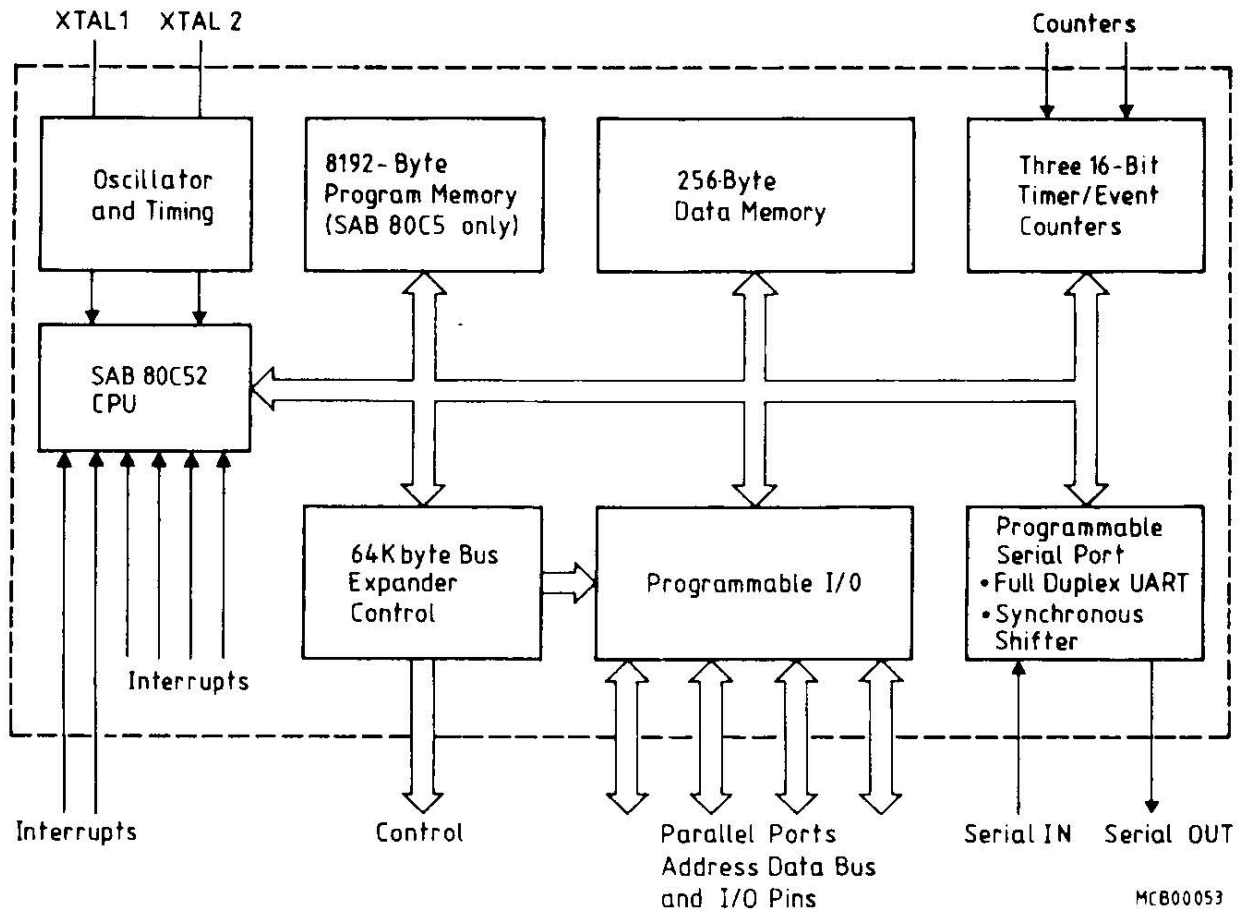 XTAL1 XTAL 2
Counters
Oscillator
and Timing
8192-Byte
Program Memory
(SAB 80C5 only)
256-Byte
Data Memory
Three 16-Bit
Timer/Event
Counters
SAB 80C52
CPU
64K byte Bus
Expander
Control
Programmable I/O
Programmable
Serial Port
•Full Duplex UART
•Synchronous
Shifter
Interrupts
Interrupts
Control
Parallel Ports
Address Data Bus
and I/O Pins
Serial IN
Serial OUT
MCB00053